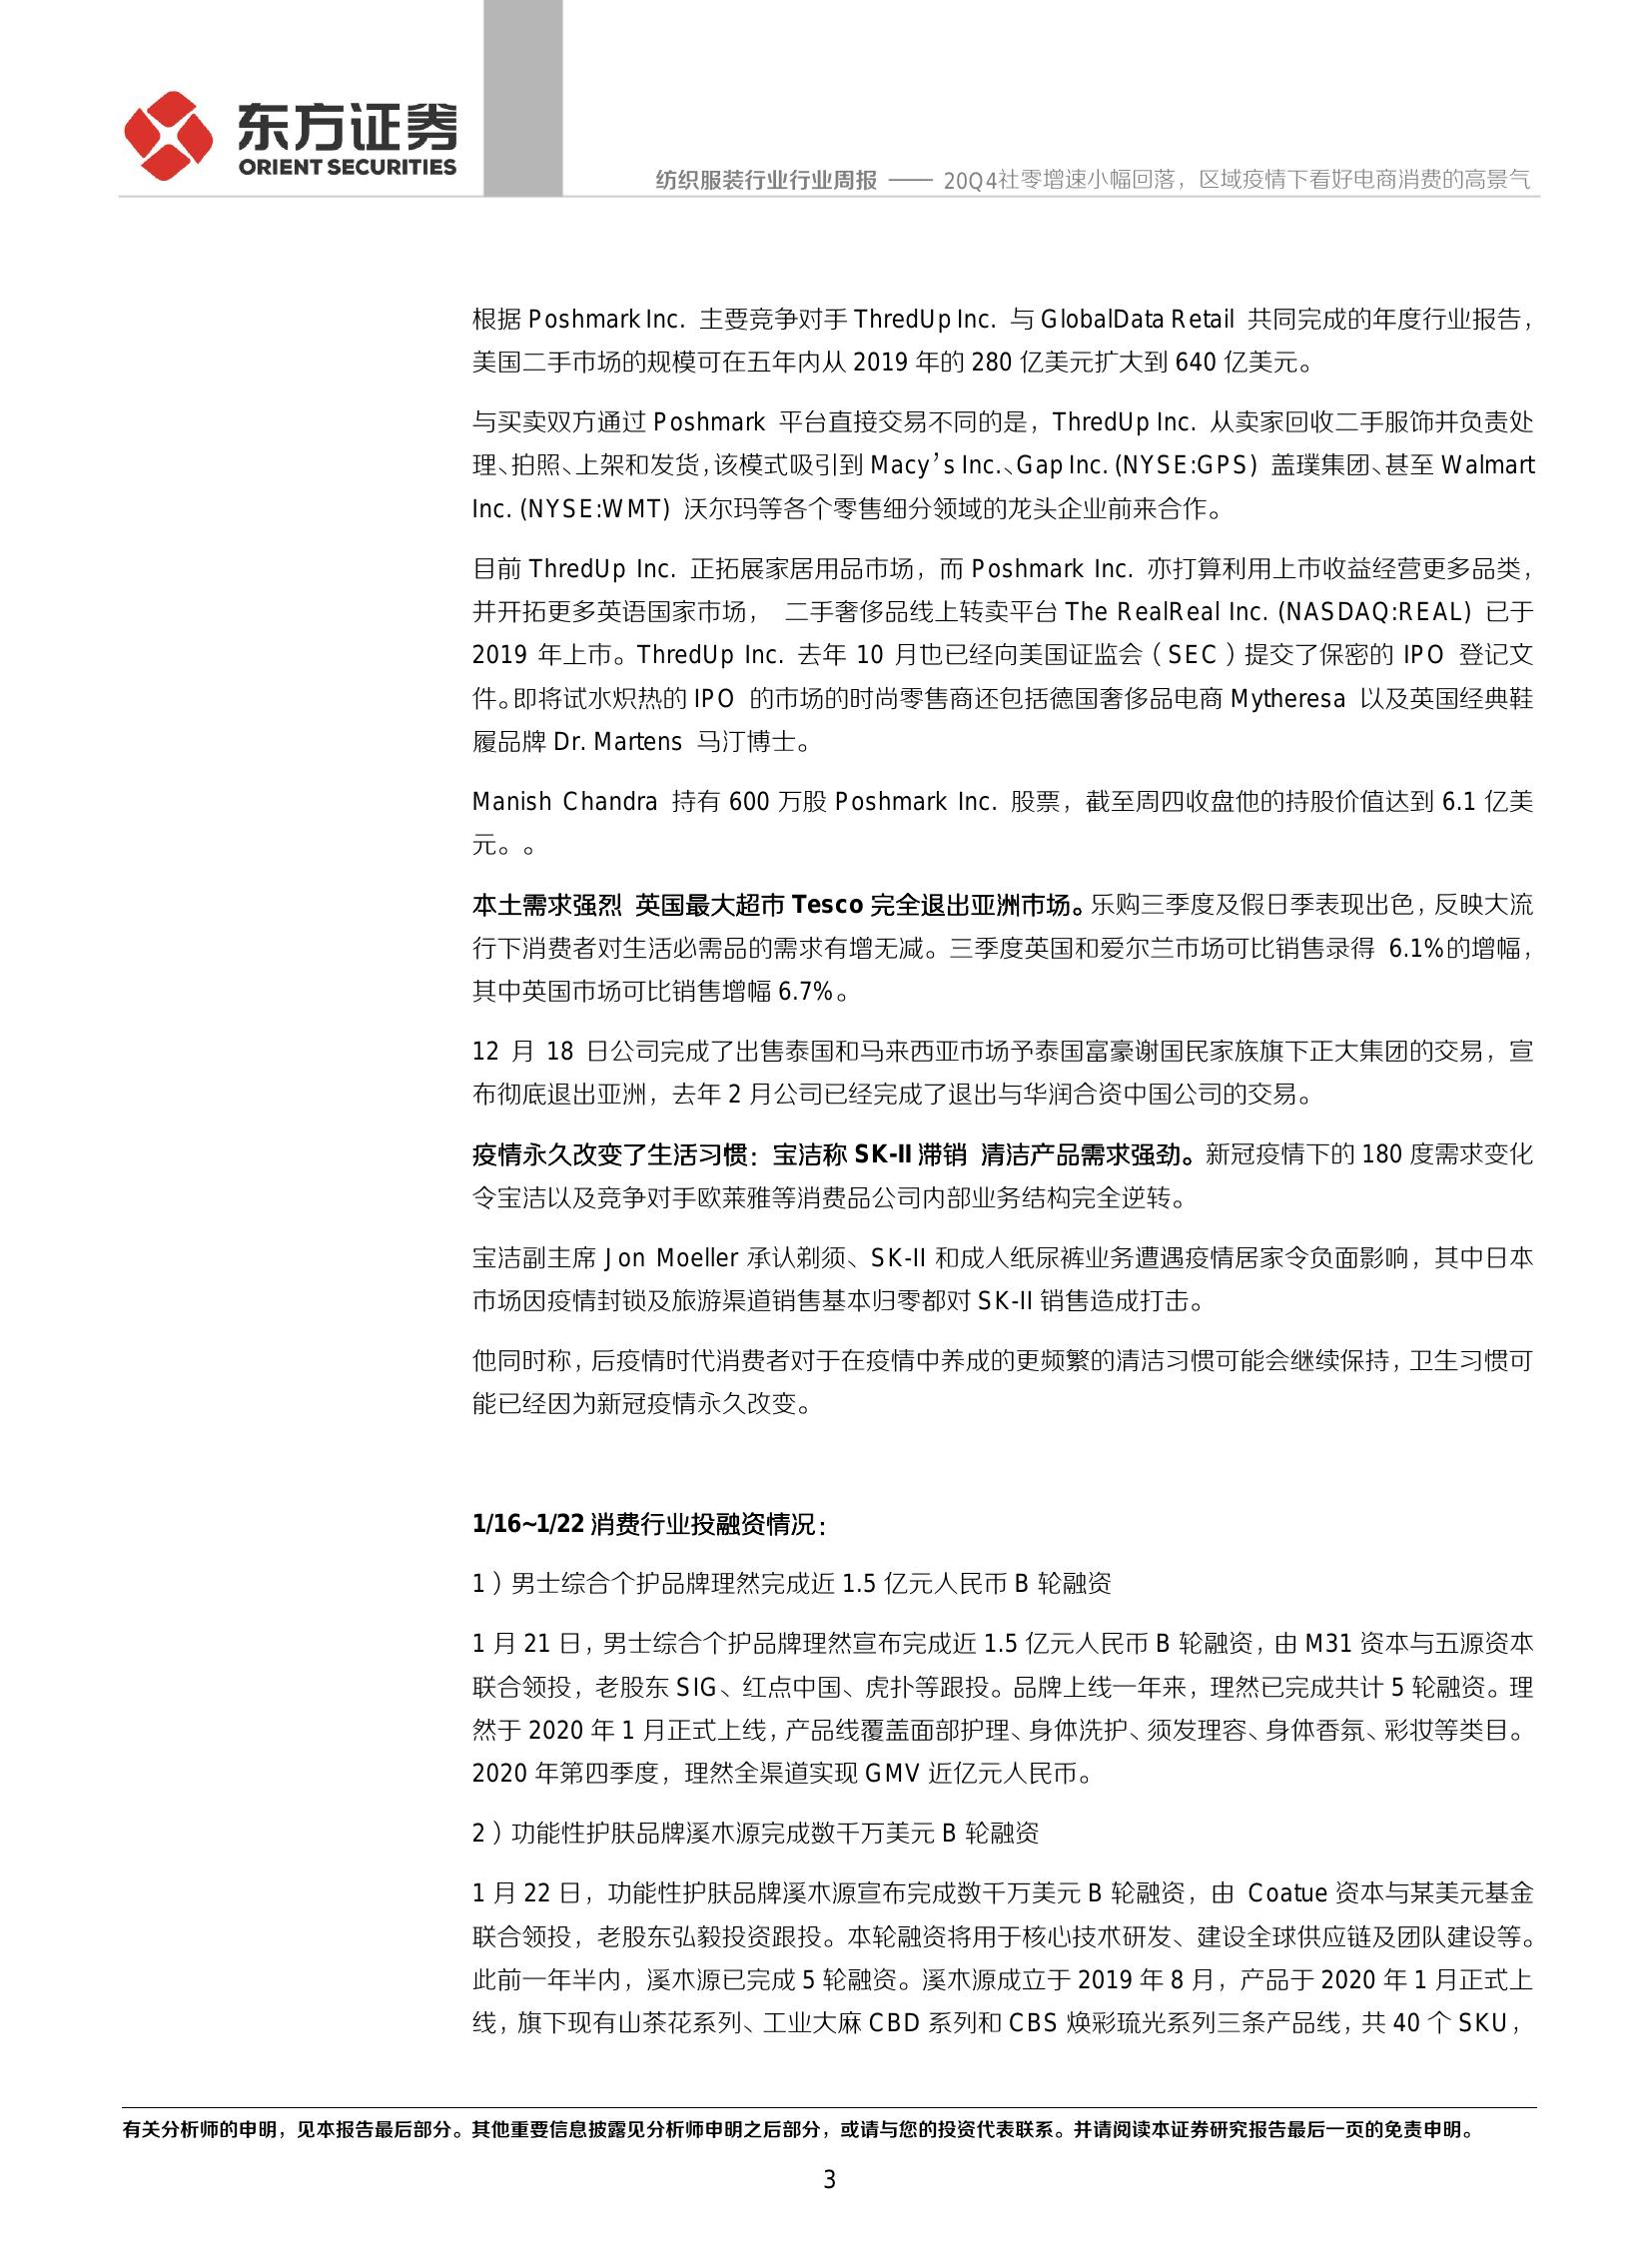 东方证券
ORIENT SECURITIES
纺织服装行业行业周报 —— 20Q4社零增速小幅回落，区域疫情下看好电商消费的高景气
根据 Poshmark Inc. 主要竞争对手 ThredUp Inc. 与 GlobalData Retail 共同完成的年度行业报告，
美国二手市场的规模可在五年内从 2019 年的 280 亿美元扩大到 640 亿美元。
与买卖双方通过 Poshmark 平台直接交易不同的是，ThredUp Inc. 从卖家回收二手服饰并负责处
理、拍照、上架和发货，该模式吸引到 Macy’s Inc.、Gap Inc. (NYSE:GPS) 盖璞集团、甚至 Walmart
Inc. (NYSE:WMT) 沃尔玛等各个零售细分领域的龙头企业前来合作。
目前 ThredUp Inc. 正拓展家居用品市场，而 Poshmark Inc. 亦打算利用上市收益经营更多品类，
并开拓更多英语国家市场， 二手奢侈品线上转卖平台 The RealReal Inc. (NASDAQ:REAL) 已于
2019 年上市。ThredUp Inc. 去年 10 月也已经向美国证监会（SEC）提交了保密的 IPO 登记文
件。即将试水炽热的 IPO 的市场的时尚零售商还包括德国奢侈品电商 Mytheresa 以及英国经典鞋
履品牌 Dr. Martens 马汀博士。
Manish Chandra 持有 600 万股 Poshmark Inc. 股票，截至周四收盘他的持股价值达到 6.1 亿美
元。。
本土需求强烈 英国最大超市 Tesco 完全退出亚洲市场。乐购三季度及假日季表现出色，反映大流
行下消费者对生活必需品的需求有增无减。三季度英国和爱尔兰市场可比销售录得 6.1%的增幅，
其中英国市场可比销售增幅 6.7%。
12 月 18 日公司完成了出售泰国和马来西亚市场予泰国富豪谢国民家族旗下正大集团的交易，宣
布彻底退出亚洲，去年 2 月公司已经完成了退出与华润合资中国公司的交易。
疫情永久改变了生活习惯：宝洁称 SK-II 滞销 清洁产品需求强劲。新冠疫情下的 180 度需求变化
令宝洁以及竞争对手欧莱雅等消费品公司内部业务结构完全逆转。
宝洁副主席 Jon Moeller 承认剃须、SK-II 和成人纸尿裤业务遭遇疫情居家令负面影响，其中日本
市场因疫情封锁及旅游渠道销售基本归零都对 SK-II 销售造成打击。
他同时称，后疫情时代消费者对于在疫情中养成的更频繁的清洁习惯可能会继续保持，卫生习惯可
能已经因为新冠疫情永久改变。
1/16~1/22 消费行业投融资情况：
1）男士综合个护品牌理然完成近 1.5 亿元人民币 B 轮融资
1 月 21 日，男士综合个护品牌理然宣布完成近 1.5 亿元人民币 B 轮融资，由 M31 资本与五源资本
联合领投，老股东 SIG、红点中国、虎扑等跟投。品牌上线一年来，理然已完成共计 5 轮融资。理
然于 2020 年 1 月正式上线，产品线覆盖面部护理、身体洗护、须发理容、身体香氛、彩妆等类目。
2020 年第四季度，理然全渠道实现 GMV 近亿元人民币。
2）功能性护肤品牌溪木源完成数千万美元 B 轮融资
1 月 22 日，功能性护肤品牌溪木源宣布完成数千万美元 B 轮融资，由 Coatue 资本与某美元基金
联合领投，老股东弘毅投资跟投。本轮融资将用于核心技术研发、建设全球供应链及团队建设等。
此前一年半内，溪木源已完成 5 轮融资。溪木源成立于 2019 年 8 月，产品于 2020 年 1 月正式上
线，旗下现有山茶花系列、工业大麻 CBD 系列和 CBS 焕彩琉光系列三条产品线，共 40 个 SKU，
有关分析师的申明，见本报告最后部分。其他重要信息披露见分析师申明之后部分，或请与您的投资代表联系。并请阅读本证券研究报告最后一页的免责申明。
3